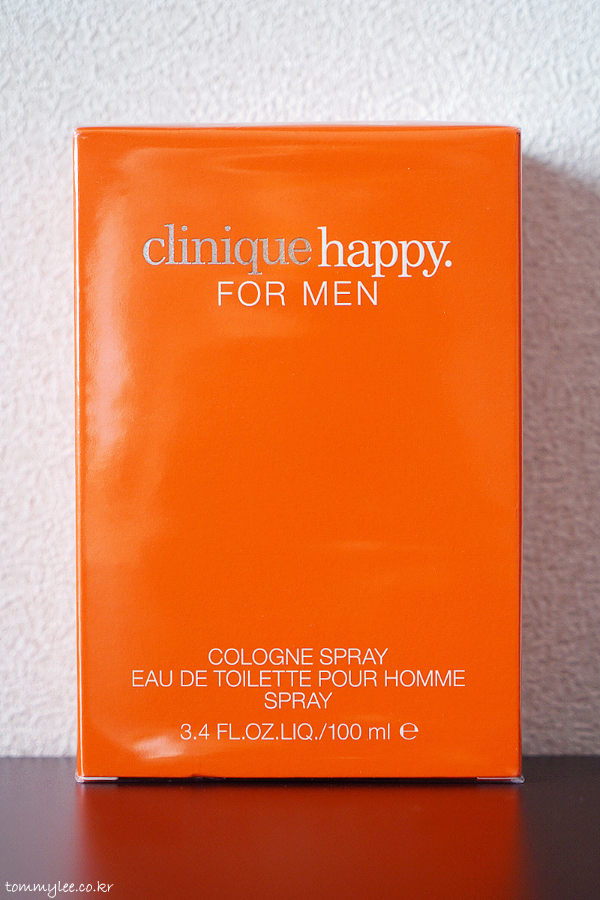 clinique happy.
FOR MEN
COLOGNE SPRAY
EAU DE TOILETTE POUR HOMME
SPRAY
3.4 FL.OZ.LIQ./100 ml ℮
tommylee.co.kr